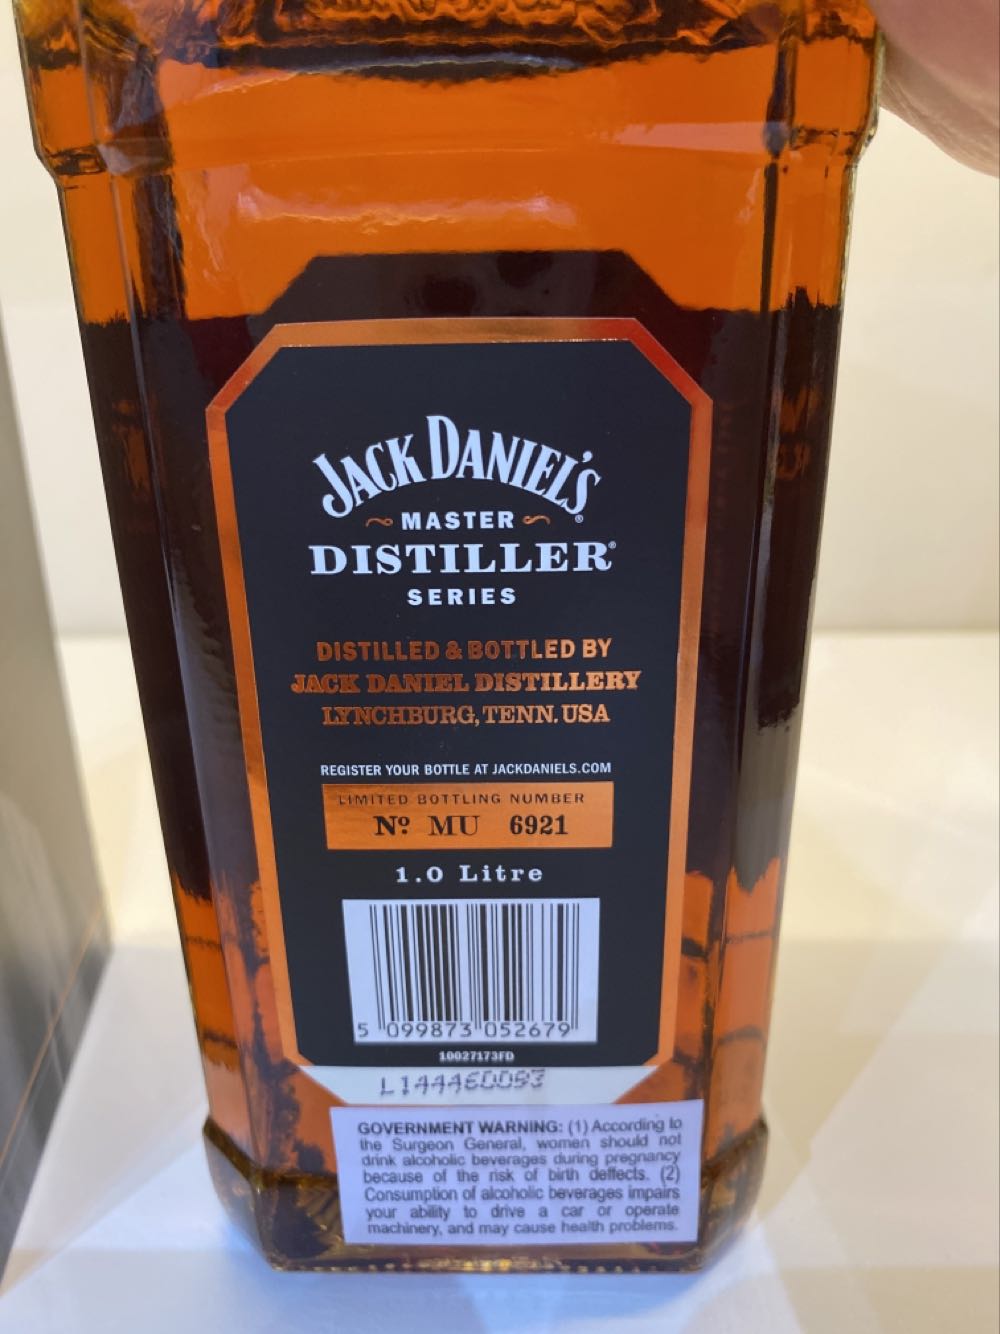 JACK DANIEL'S®
MASTER
DISTILLER®
SERIES
DISTILLED & BOTTLED BY
JACK DANIEL DISTILLERY
LYNCHBURG, TENN. USA
REGISTER YOUR BOTTLE AT JACKDANIELS.COM
LIMITED BOTTLING NUMBER
Nº MU 6921
1.0 Litre
5 099873 052679
10027173FD
GOVERNMENT WARNING: (1) According to
the Surgeon General, women should not
drink alcoholic beverages during pregnancy
because of the risk of birth deffects. (2)
Consumption of alcoholic beverages impairs
your ability to drive a car or operate
machinery, and may cause health problems.